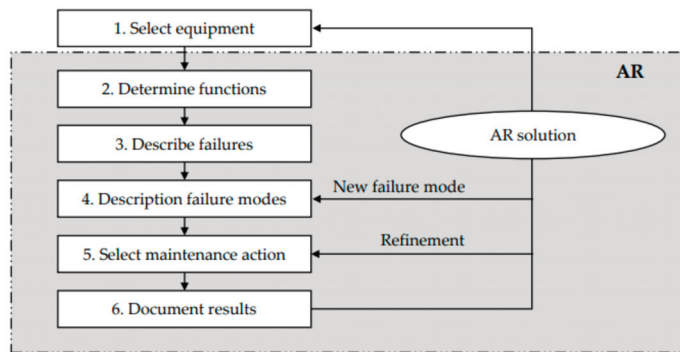 1. Select equipment
AR
2. Determine functions
AR solution
3. Describe failures
New failure mode
4. Description failure modes
Refinement
5. Select maintenance action
6. Document results